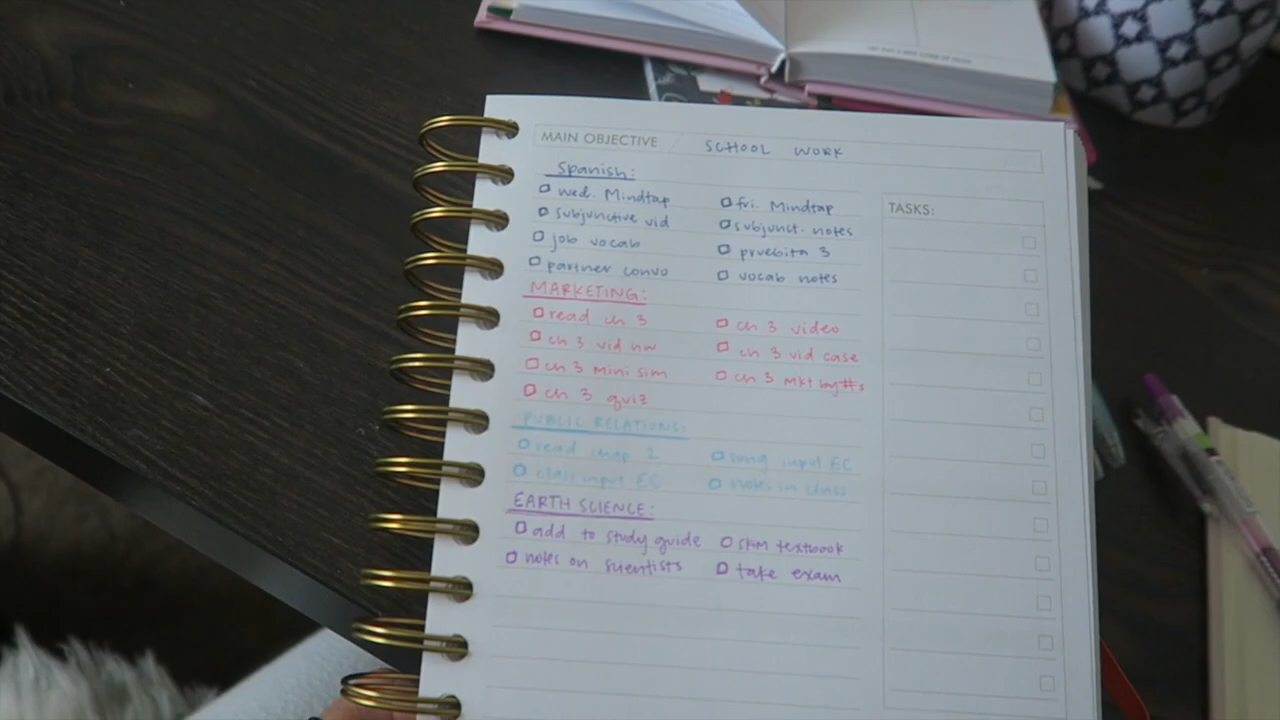 MAIN OBJECTIVE SCHOOL WORK
Spanish:
wed. Mindtap fri. Mindtap
subjunctive vid subjunct. notes
job vocab pruebita 3
partner convo vocab notes
TASKS:
MARKETING:
read ch 3 ch 3 video
ch 3 vid hw ch 3 vid case
ch 3 mini sim ch 3 mkt by #s
ch 3 quiz
PUBLIC RELATIONS:
read chap 2 song input EC
class input EC notes in class
EARTH SCIENCE:
add to study guide skim textbook
notes on scientists take exam